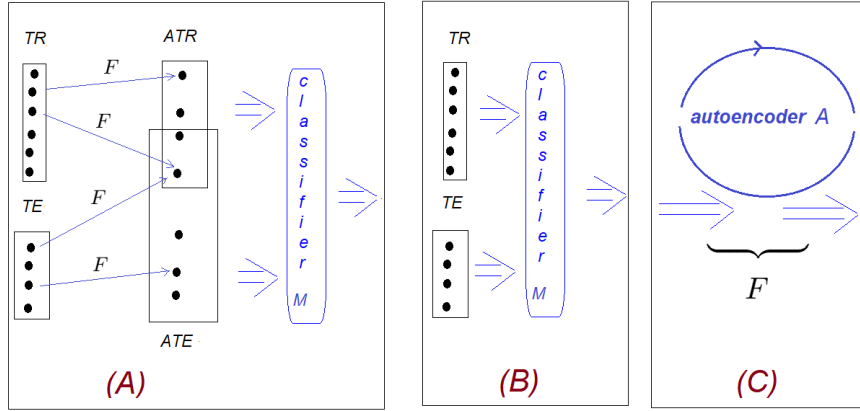 TR
ATR
F
F
TE
F
F
ATE
classifier M
(A)
TR
TE
classifier M
(B)
autoencoder A
F
(C)